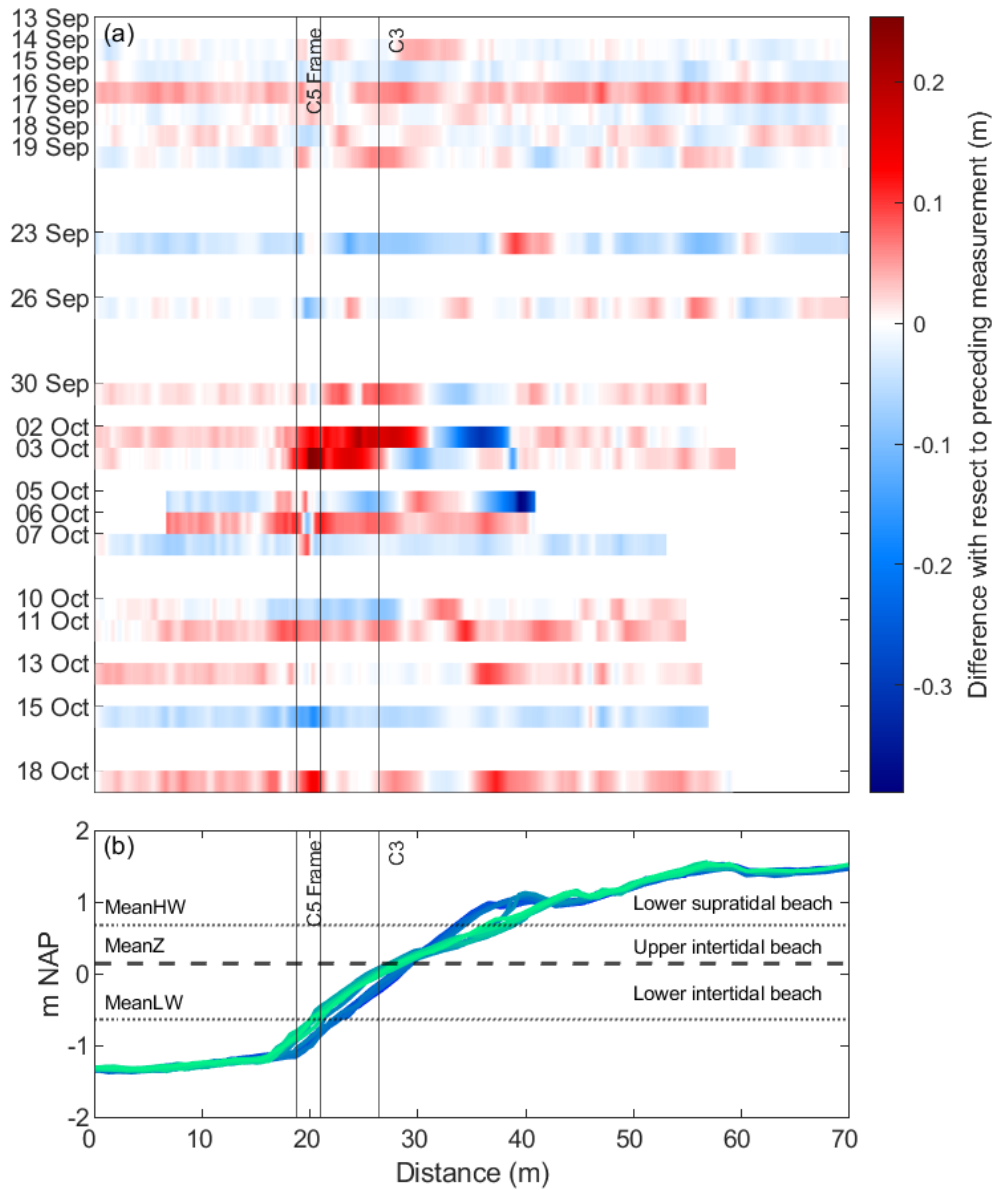 (a)
C5 Frame
C3
13 Sep
14 Sep
15 Sep
16 Sep
17 Sep
18 Sep
19 Sep
23 Sep
26 Sep
30 Sep
02 Oct
03 Oct
05 Oct
06 Oct
07 Oct
10 Oct
11 Oct
13 Oct
15 Oct
18 Oct
0.2
0.1
0
-0.1
-0.2
-0.3
Difference with resect to preceding measurement (m)
(b)
C5 Frame
C3
2
1
0
-1
-2
m NAP
MeanHW
Lower supratidal beach
MeanZ
Upper intertidal beach
MeanLW
Lower intertidal beach
0
10
20
30
40
50
60
70
Distance (m)